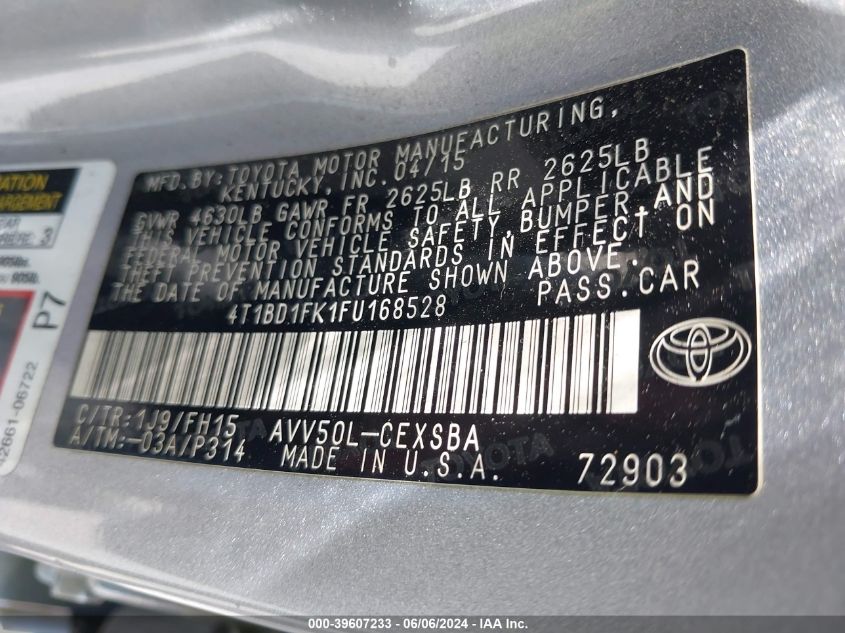 MFD.BY: TOYOTA MOTOR MANUFACTURING,
KENTUCKY, INC. 04/15
GVWR 4630LB GAWR FR 2625LB RR 2625LB
THIS VEHICLE CONFORMS TO ALL APPLICABLE
FEDERAL MOTOR VEHICLE SAFETY, BUMPER, AND
THEFT PREVENTION STANDARDS IN EFFECT ON
THE DATE OF MANUFACTURE SHOWN ABOVE.
4T1BD1FK1FU168528 PASS.CAR
C/TR:1J9/FH15 AVV50L-CEXSBA
A/TM:-03A/P314 MADE IN U.S.A. 72903
P7
42661-06722
000-39607233 - 06/06/2024 - IAA Inc.